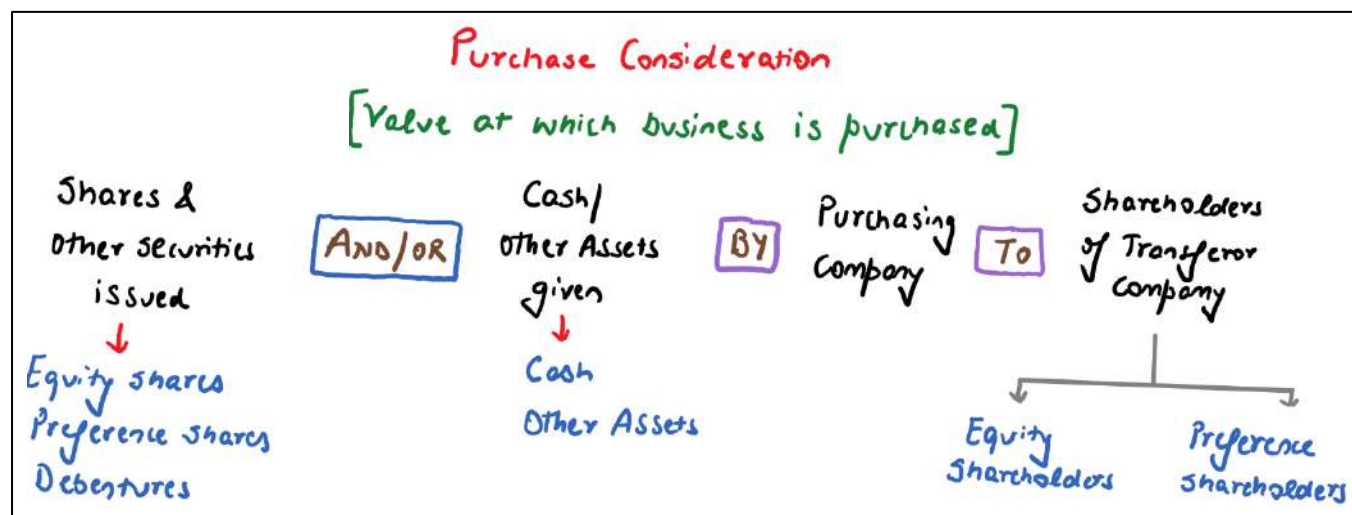 Purchase Consideration
[Value at which business is purchased]
Shares &
Other securities
issued
AND/OR
Cash/
Other Assets
given
BY
Purchasing
Company
TO
Shareholders
of Transferor
Company
Equity shares
Preference shares
Debentures
Cash
Other Assets
Equity
shareholders
Preference
shareholders